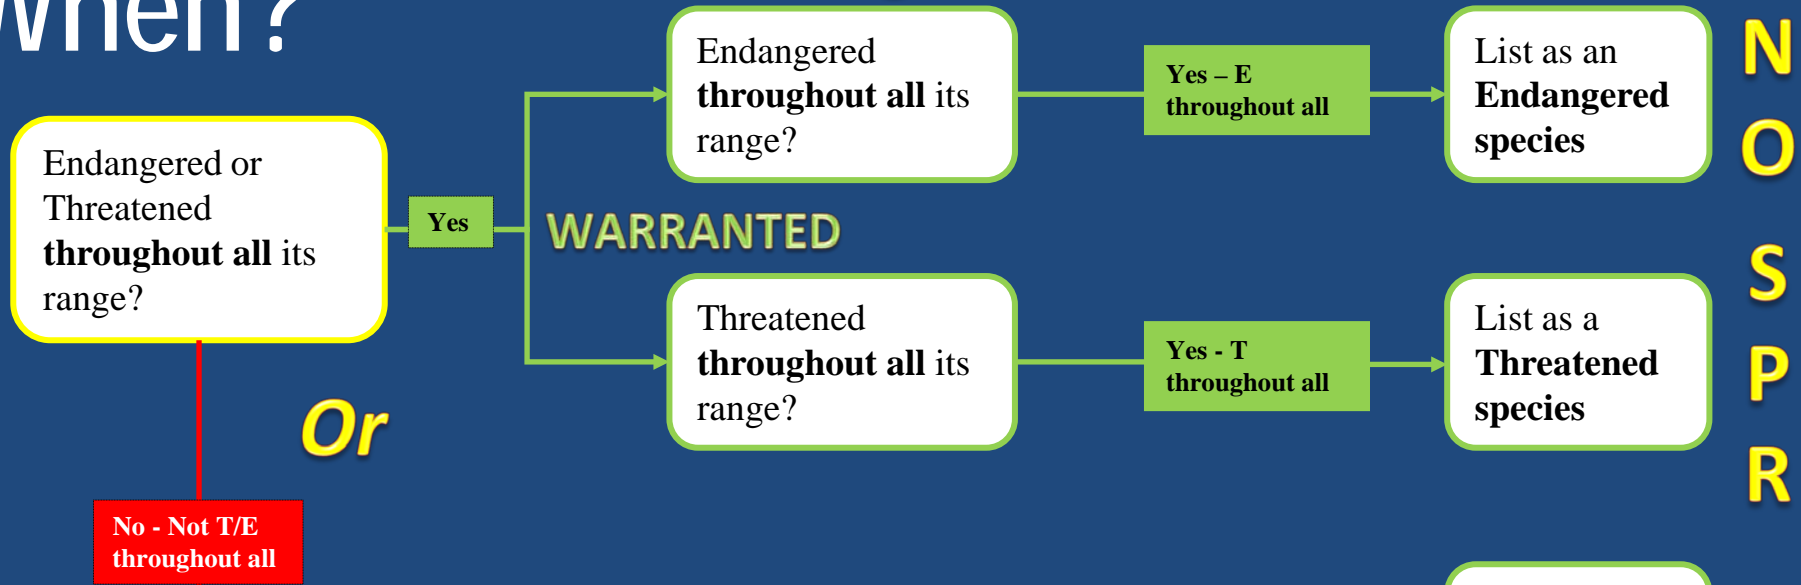 When?
Endangered or
Threatened
throughout all its
range?
Yes
WARRANTED
Endangered
throughout all its
range?
Yes – E
throughout all
List as an
Endangered
species
Threatened
throughout all its
range?
Yes - T
throughout all
List as a
Threatened
species
Or
No - Not T/E
throughout all
N
O
S
P
R